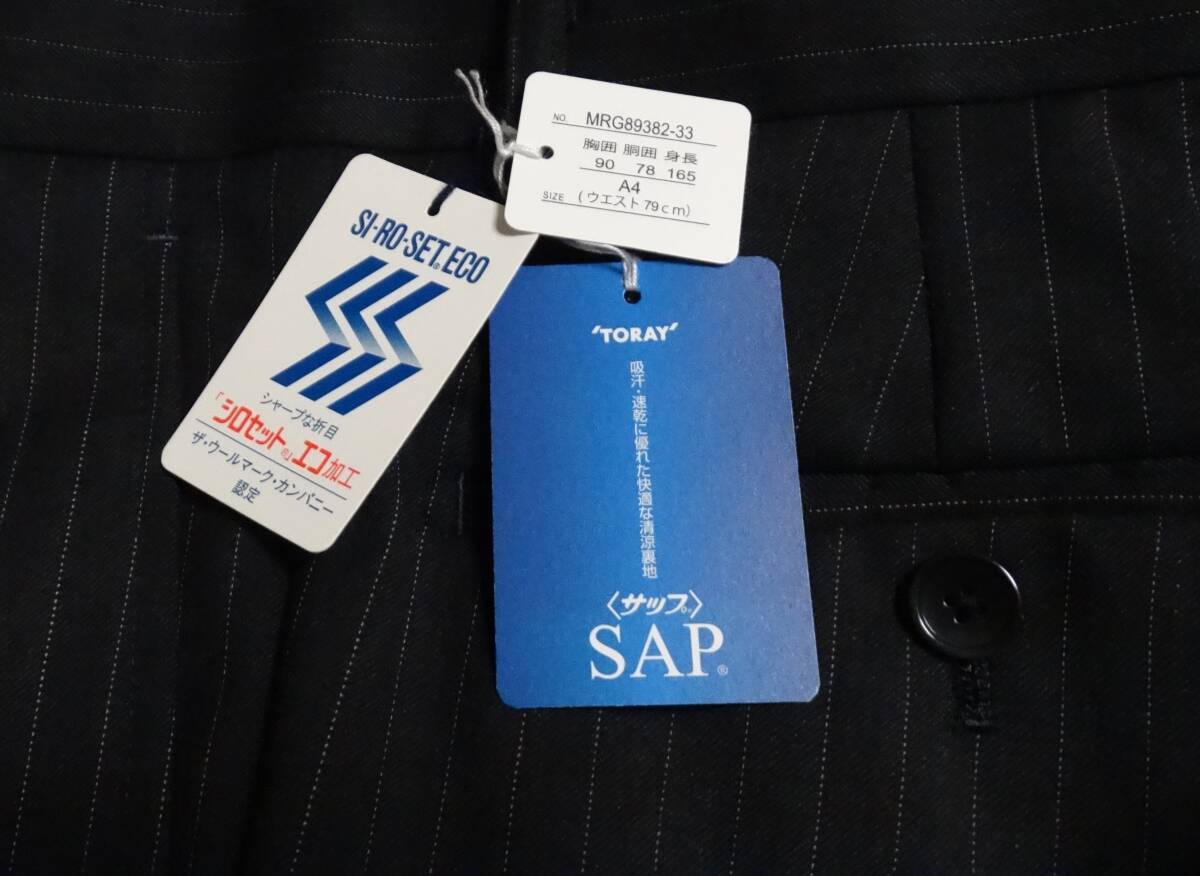 NO. MRG89382-33
胸囲 胴囲 身長
90 78 165
A4
SIZE (ウエスト79cm)
SI-RO-SET®ECO
シャープな折目
「シロセット®」エコ加工
ザ・ウールマーク・カンパニー
認定
'TORAY'
吸汗・速乾に優れた快適な清涼裏地
〈サップ®〉
SAP®